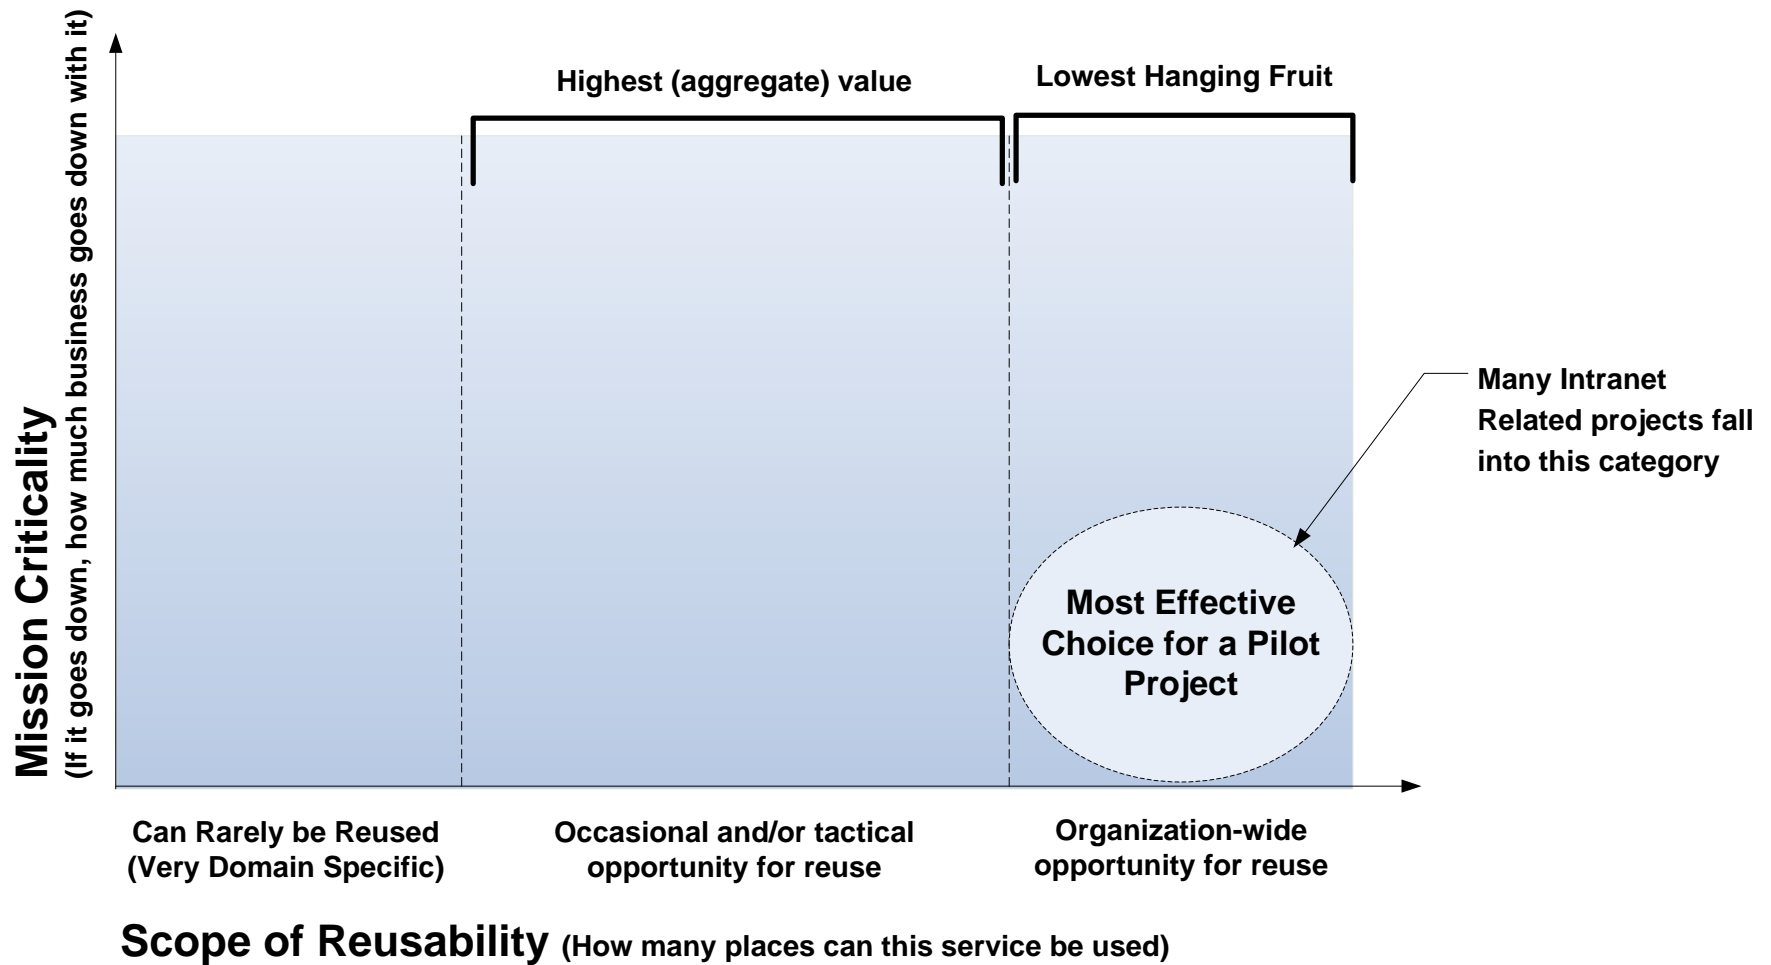 Highest (aggregate) value
Lowest Hanging Fruit
Mission Criticality
(If it goes down, how much business goes down with it)
Many Intranet
Related projects fall
into this category
Most Effective
Choice for a Pilot
Project
Can Rarely be Reused
(Very Domain Specific)
Occasional and/or tactical
opportunity for reuse
Organization-wide
opportunity for reuse
Scope of Reusability (How many places can this service be used)